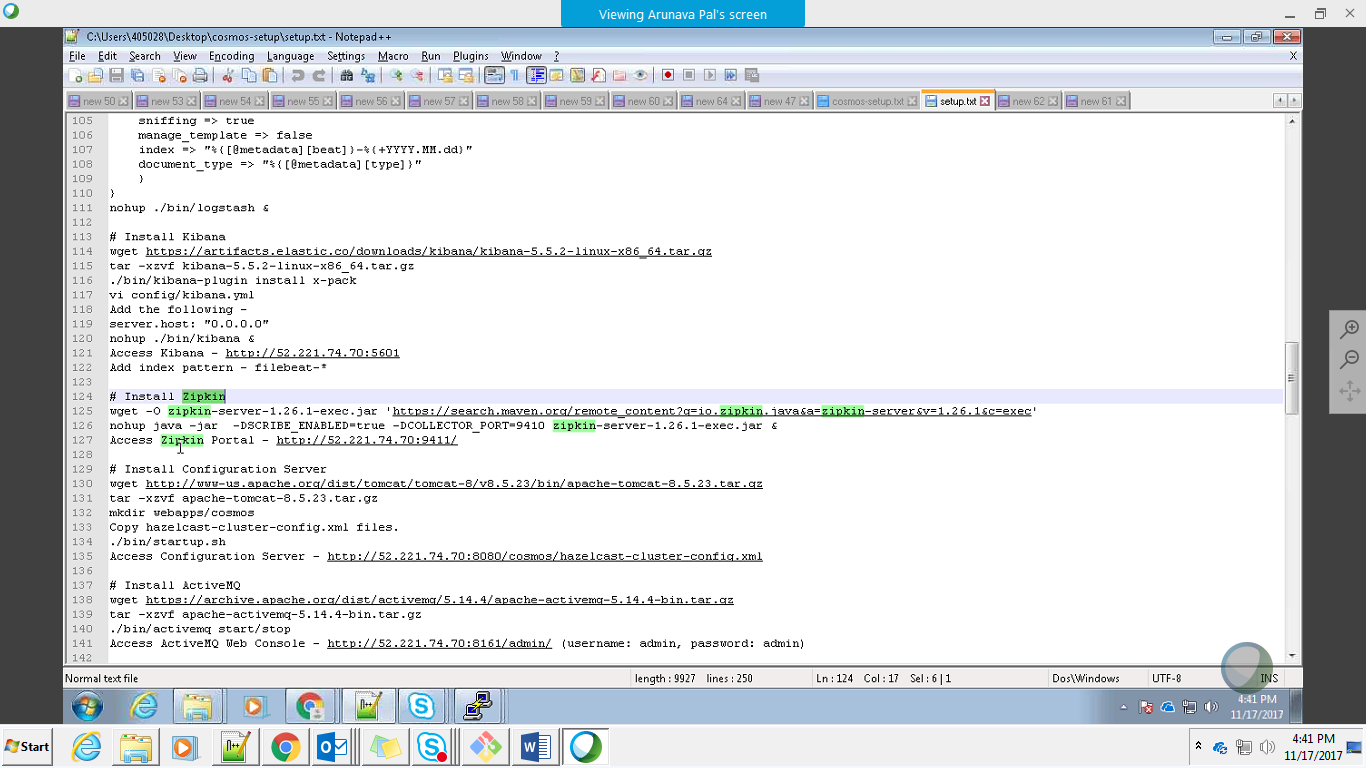 Viewing Arunava Pal's screen
C:\Users\405028\Desktop\cosmos-setup\setup.txt - Notepad++
File Edit Search View Encoding Language Settings Macro Run Plugins Window ? X
new 50 new 53 new 54 new 55 new 56 new 57 new 58 new 59 new 60 new 64 new 47 cosmos-setup.txt setup.txt new 62 new 61
105 sniffing => true
106 manage_template => false
107 index => "%{[@metadata][beat]}-%{+YYYY.MM.dd}"
108 document_type => "%{[@metadata][type]}"
109 }
110 }
111 nohup ./bin/logstash &
112
113 # Install Kibana
114 wget https://artifacts.elastic.co/downloads/kibana/kibana-5.5.2-linux-x86_64.tar.gz
115 tar -xzvf kibana-5.5.2-linux-x86_64.tar.gz
116 ./bin/kibana-plugin install x-pack
117 vi config/kibana.yml
118 Add the following -
119 server.host: "0.0.0.0"
120 nohup ./bin/kibana &
121 Access Kibana - http://52.221.74.70:5601
122 Add index pattern - filebeat-*
123
124 # Install Zipkin
125 wget -O zipkin-server-1.26.1-exec.jar 'https://search.maven.org/remote_content?g=io.zipkin.java&a=zipkin-server&v=1.26.1&c=exec'
126 nohup java -jar -DSCRIBE_ENABLED=true -DCOLLECTOR_PORT=9410 zipkin-server-1.26.1-exec.jar &
127 Access Zipkin Portal - http://52.221.74.70:9411/
128
129 # Install Configuration Server
130 wget http://www-us.apache.org/dist/tomcat/tomcat-8/v8.5.23/bin/apache-tomcat-8.5.23.tar.gz
131 tar -xzvf apache-tomcat-8.5.23.tar.gz
132 mkdir webapps/cosmos
133 Copy hazelcast-cluster-config.xml files.
134 ./bin/startup.sh
135 Access Configuration Server - http://52.221.74.70:8080/cosmos/hazelcast-cluster-config.xml
136
137 # Install ActiveMQ
138 wget https://archive.apache.org/dist/activemq/5.14.4/apache-activemq-5.14.4-bin.tar.gz
139 tar -xzvf apache-activemq-5.14.4-bin.tar.gz
140 ./bin/activemq start/stop
141 Access ActiveMQ Web Console - http://52.221.74.70:8161/admin/ (username: admin, password: admin)
142
Normal text file length : 9927 lines : 250 Ln : 124 Col : 17 Sel : 6 | 1 Dos\Windows UTF-8 INS
4:41 PM
11/17/2017
Start
4:41 PM
11/17/2017